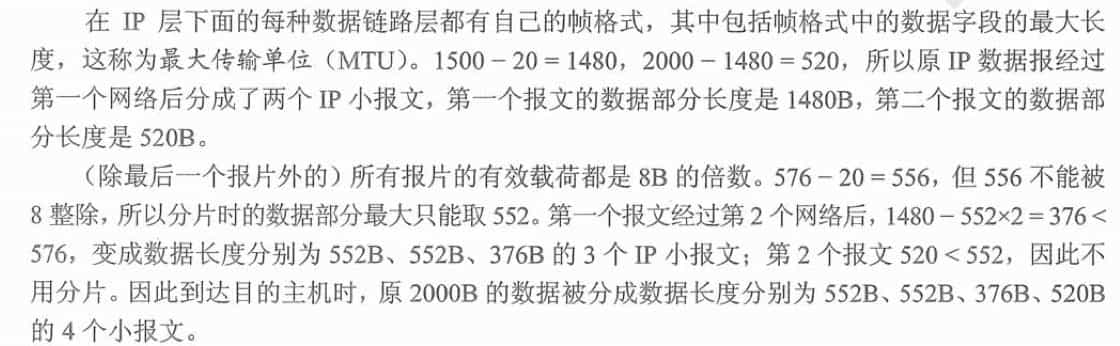 在 IP 层下面的每种数据链路层都有自己的帧格式，其中包括帧格式中的数据字段的最大长
度，这称为最大传输单位（MTU）。1500 − 20 = 1480，2000 − 1480 = 520，所以原 IP 数据报经过
第一个网络后分成了两个 IP 小报文，第一个报文的数据部分长度是 1480B，第二个报文的数据部
分长度是 520B。
（除最后一个报片外的）所有报片的有效载荷都是 8B 的倍数。576 − 20 = 556，但 556 不能被
8 整除，所以分片时的数据部分最大只能取 552。第一个报文经过第 2 个网络后，1480 − 552×2 = 376 <
576，变成数据长度分别为 552B、552B、376B 的 3 个 IP 小报文；第 2 个报文 520 < 552，因此不
用分片。因此到达目的主机时，原 2000B 的数据被分成数据长度分别为 552B、552B、376B、520B
的 4 个小报文。